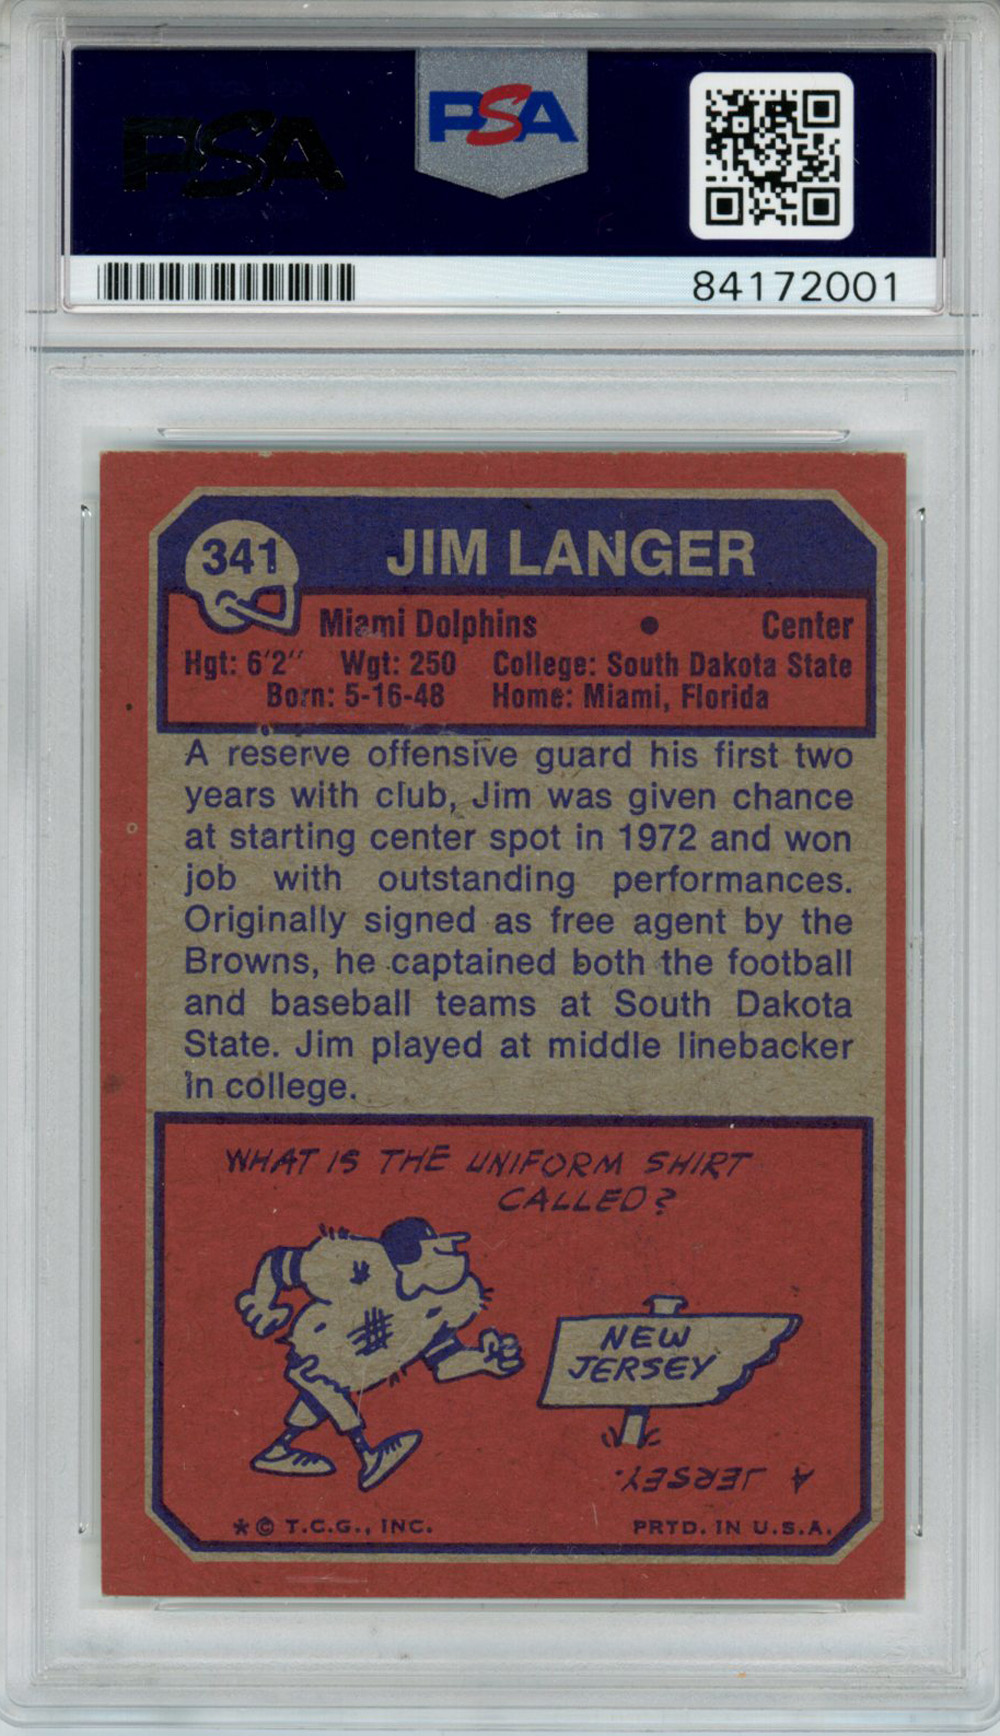 PSA
PSA
84172001
341
JIM LANGER
Miami Dolphins • Center
Hgt: 6'2" Wgt: 250 College: South Dakota State
Born: 5-16-48 Home: Miami, Florida
A reserve offensive guard his first two
years with club, Jim was given chance
at starting center spot in 1972 and won
job with outstanding performances.
Originally signed as free agent by the
Browns, he captained both the football
and baseball teams at South Dakota
State. Jim played at middle linebacker
in college.
WHAT IS THE UNIFORM SHIRT
CALLED?
NEW
JERSEY
A JERSEY.
*© T.C.G., INC. PRTD. IN U.S.A.